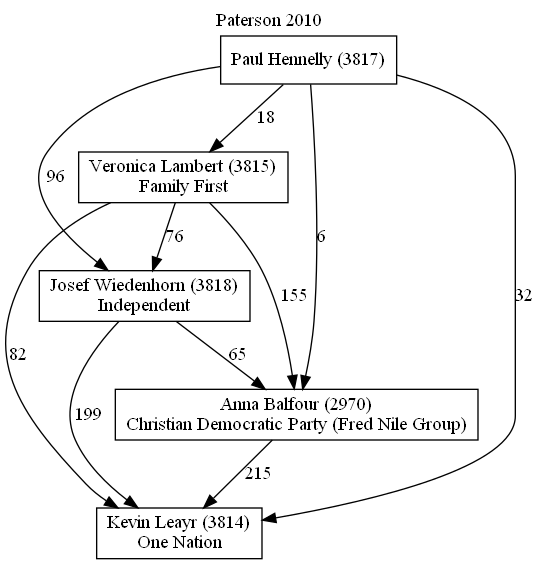 Paterson 2010
Paul Hennelly (3817)
18
Veronica Lambert (3815)
Family First
96
76
6
32
Josef Wiedenhorn (3818)
Independent
155
82
65
199
Anna Balfour (2970)
Christian Democratic Party (Fred Nile Group)
215
Kevin Leayr (3814)
One Nation